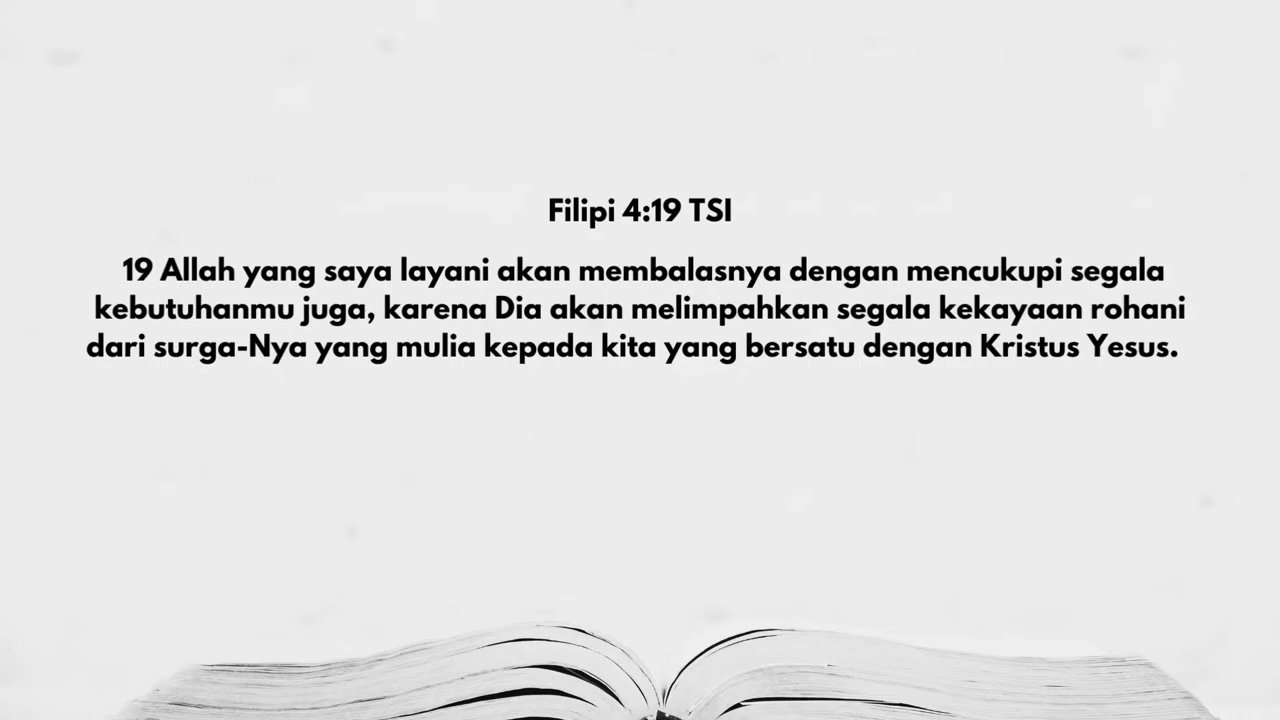 Filipi 4:19 TSI
19 Allah yang saya layani akan membalasnya dengan mencukupi segala
kebutuhanmu juga, karena Dia akan melimpahkan segala kekayaan rohani
dari surga-Nya yang mulia kepada kita yang bersatu dengan Kristus Yesus.